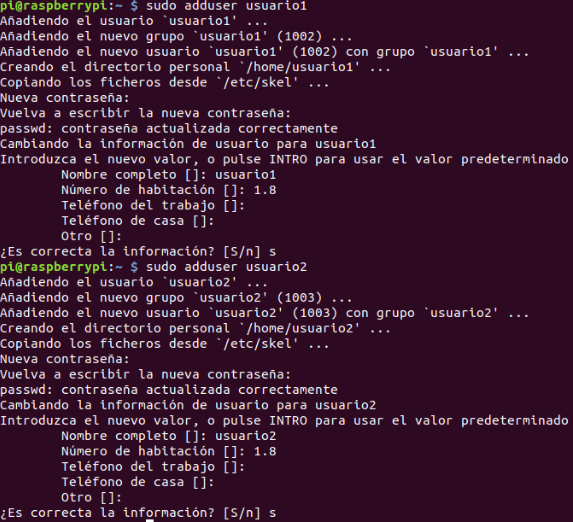 pi@raspberrypi:~ $ sudo adduser usuario1
Añadiendo el usuario `usuario1' ...
Añadiendo el nuevo grupo `usuario1' (1002) ...
Añadiendo el nuevo usuario `usuario1' (1002) con grupo `usuario1' ...
Creando el directorio personal `/home/usuario1' ...
Copiando los ficheros desde `/etc/skel' ...
Nueva contraseña:
Vuelva a escribir la nueva contraseña:
passwd: contraseña actualizada correctamente
Cambiando la información de usuario para usuario1
Introduzca el nuevo valor, o pulse INTRO para usar el valor predeterminado
Nombre completo []: usuario1
Número de habitación []: 1.8
Teléfono del trabajo []:
Teléfono de casa []:
Otro []:
¿Es correcta la información? [S/n] s
pi@raspberrypi:~ $ sudo adduser usuario2
Añadiendo el usuario `usuario2' ...
Añadiendo el nuevo grupo `usuario2' (1003) ...
Añadiendo el nuevo usuario `usuario2' (1003) con grupo `usuario2' ...
Creando el directorio personal `/home/usuario2' ...
Copiando los ficheros desde `/etc/skel' ...
Nueva contraseña:
Vuelva a escribir la nueva contraseña:
passwd: contraseña actualizada correctamente
Cambiando la información de usuario para usuario2
Introduzca el nuevo valor, o pulse INTRO para usar el valor predeterminado
Nombre completo []: usuario2
Número de habitación []: 1.8
Teléfono del trabajo []:
Teléfono de casa []:
Otro []:
¿Es correcta la información? [S/n] s